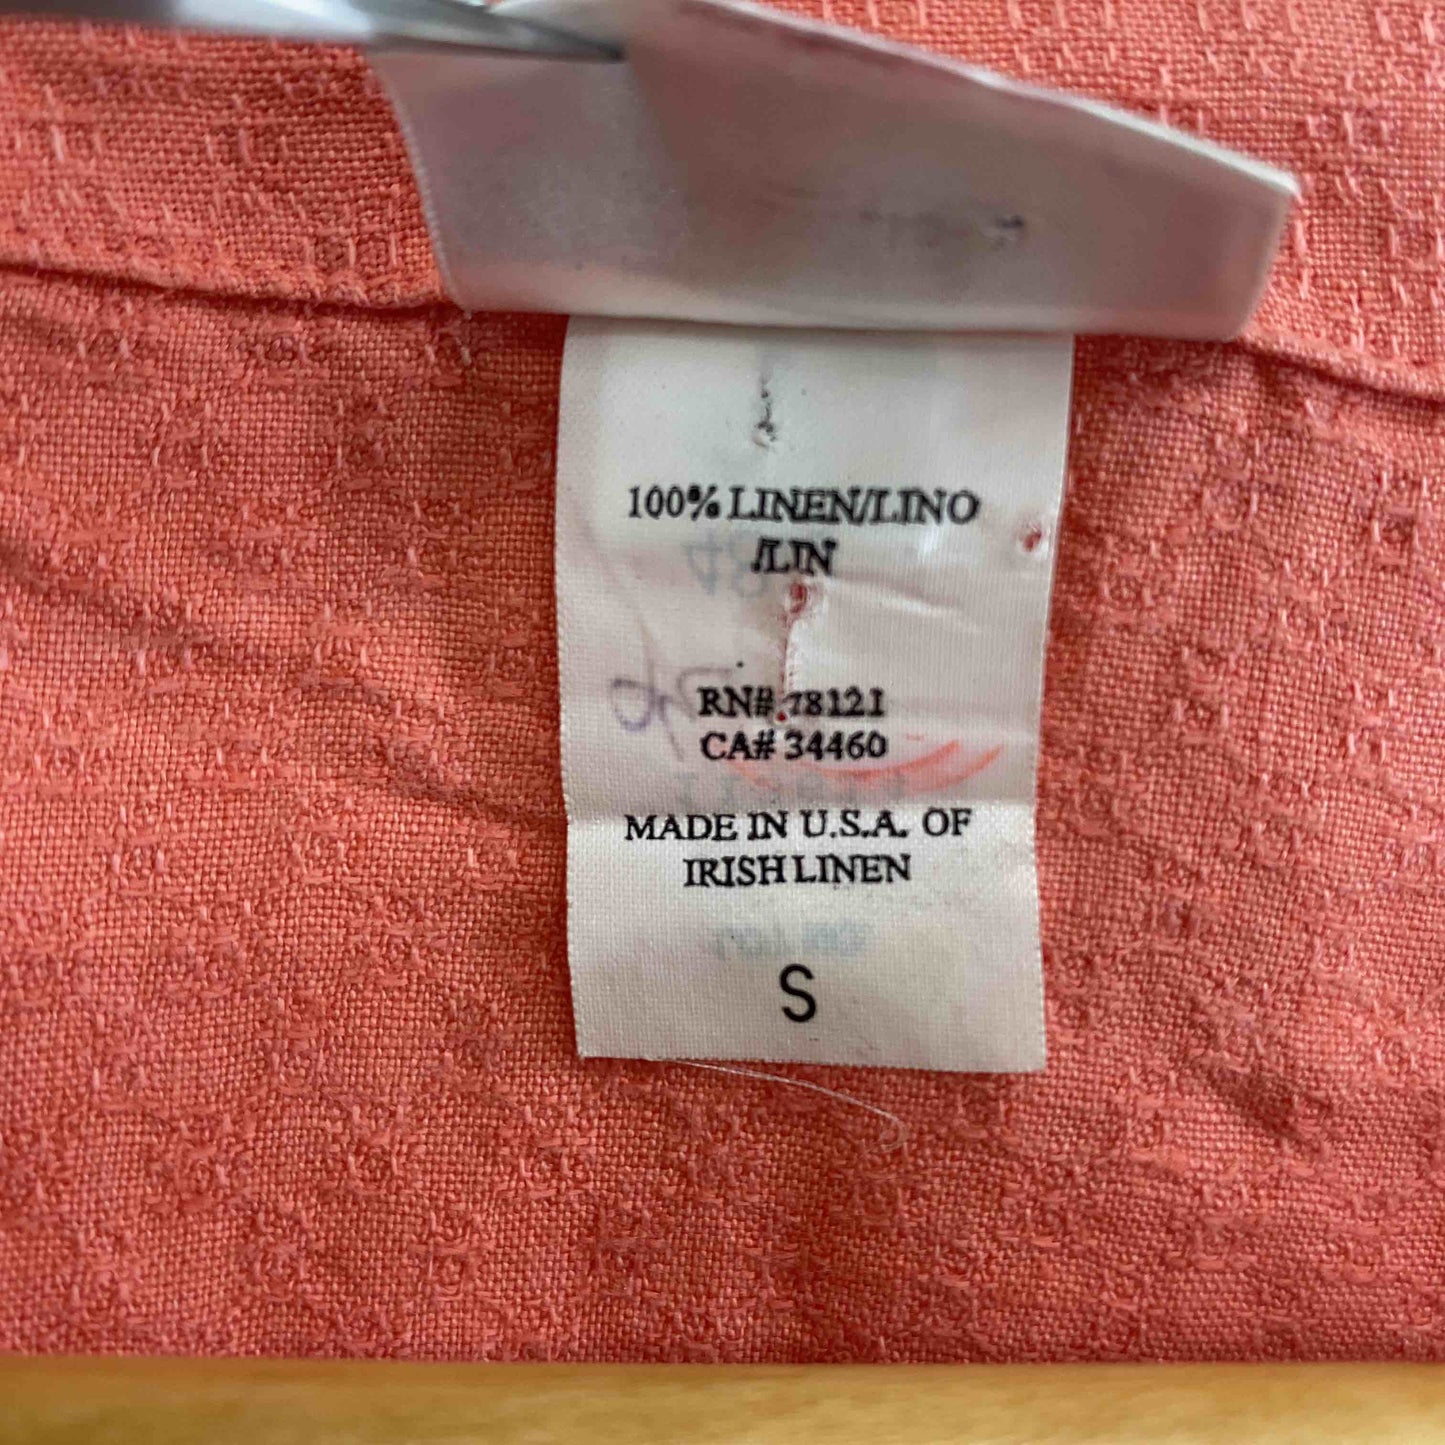 100% LINEN/LINO
/LIN
RN# 78121
CA# 34460
MADE IN U.S.A. OF
IRISH LINEN
S